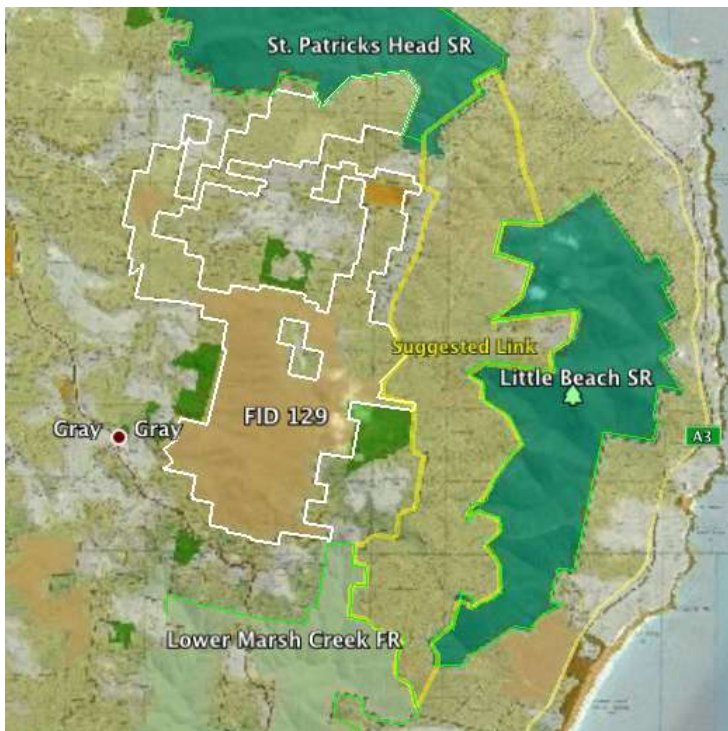 St. Patricks Head SR
Suggested Link
Little Beach SR
FID 129
Gray Gray
A3
Lower Marsh Creek FR